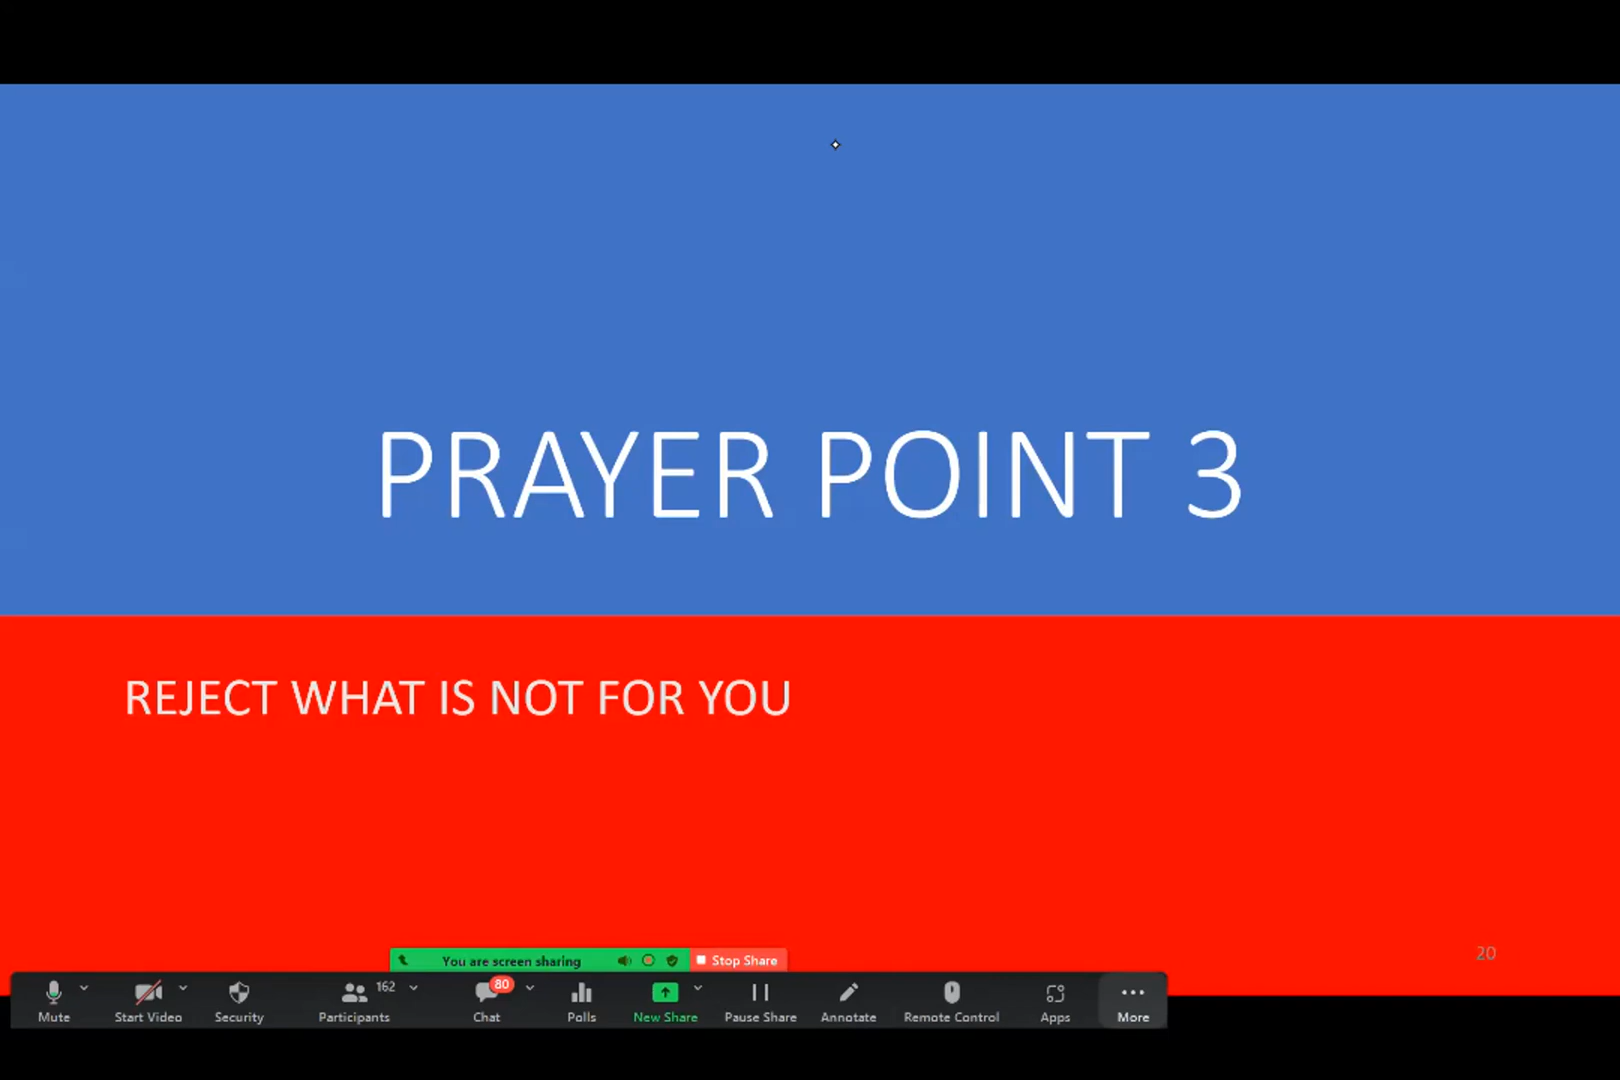 PRAYER POINT 3
REJECT WHAT IS NOT FOR YOU
20
You are screen sharing Stop Share
162 80
Mute Start Video Security Participants Chat Polls New Share Pause Share Annotate Remote Control Apps More